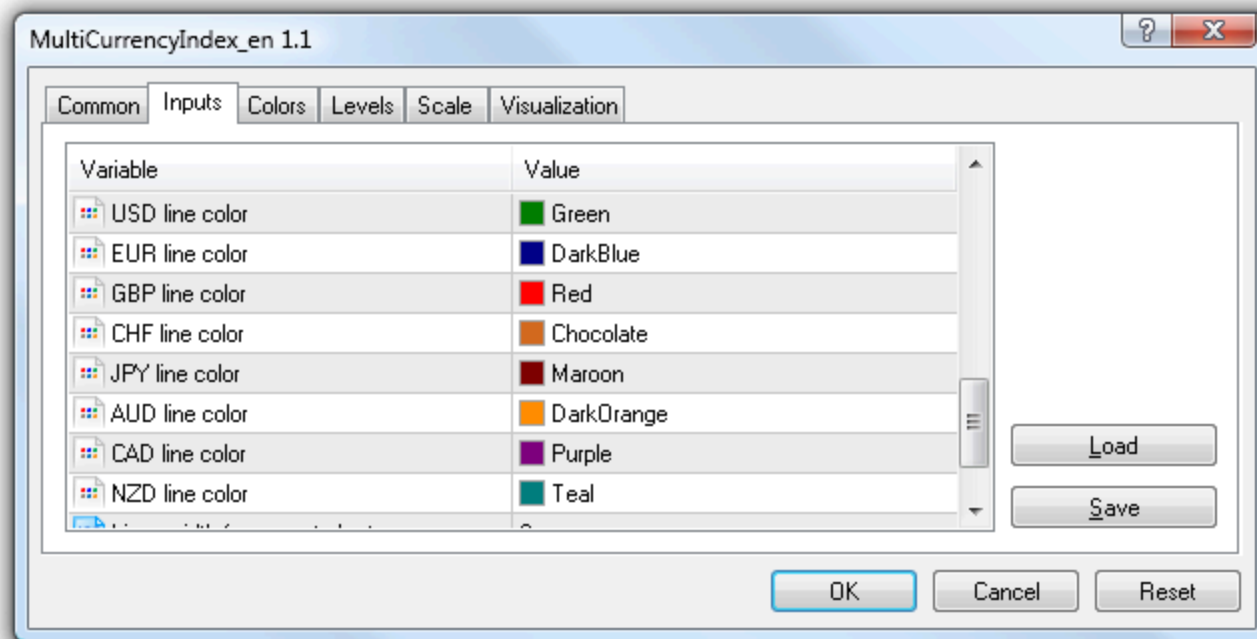 MultiCurrencyIndex_en 1.1
?
Common Inputs Colors Levels Scale Visualization
Variable Value
USD line color Green
EUR line color DarkBlue
GBP line color Red
CHF line color Chocolate
JPY line color Maroon
AUD line color DarkOrange
CAD line color Purple
NZD line color Teal
Load
Save
OK Cancel Reset